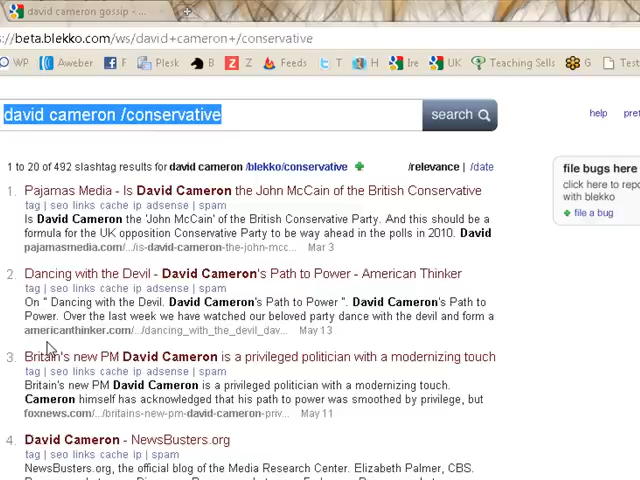 david cameron gossip - ...
://beta.blekko.com/ws/david+cameron+/conservative
WP Aweber F Plesk B Z Feeds T H Ire UK Teaching Sells G Test
david cameron /conservative
search
help
1 to 20 of 492 slashtag results for david cameron /blekko/conservative
/relevance | /date
file bugs here
click here to
with blekko
file a bug
1. Pajamas Media - Is David Cameron the John McCain of the British Conservative
tag | seo links cache ip adsense | spam
Is David Cameron the 'John McCain' of the British Conservative Party. And this should be a
formula for the UK opposition Conservative Party to be way ahead in the polls in 2010. David
pajamasmedia.com/.../is-david-cameron-the-john-mcc... Mar 3
2. Dancing with the Devil - David Cameron's Path to Power - American Thinker
tag | seo links cache ip adsense | spam
On " Dancing with the Devil. David Cameron's Path to Power ". David Cameron's Path to
Power. Over the last week we have watched our beloved party dance with the devil and form a
americanthinker.com/.../dancing_with_the_devil_dav... May 13
3. Britain's new PM David Cameron is a privileged politician with a modernizing touch
tag | seo links cache ip adsense | spam
Britain's new PM David Cameron is a privileged politician with a modernizing touch.
Cameron himself has acknowledged that his path to power was smoothed by privilege, but
foxnews.com/.../britains-new-pm-david-cameron-priv... May 11
4. David Cameron - NewsBusters.org
tag | seo links cache ip | spam
NewsBusters.org, the official blog of the Media Research Center. Elizabeth Palmer, CBS.